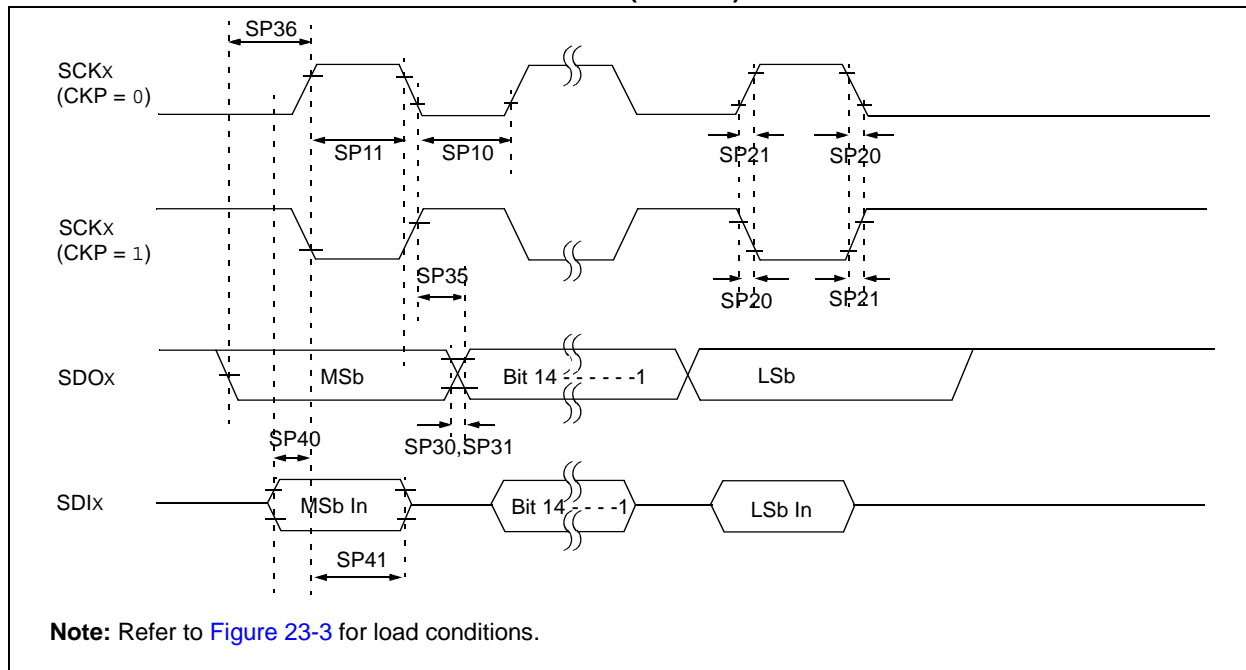 SP36
SCKx
(CKP = 0)
SP11
SP10
SP21
SP20
SCKx
(CKP = 1)
SP35
SP20
SP21
SDOx
MSb
Bit 14 - - - - - -1
LSb
SP40
SP30,SP31
SDIx
MSb In
Bit 14 - - - -1
LSb In
SP41
Note: Refer to Figure 23-3 for load conditions.